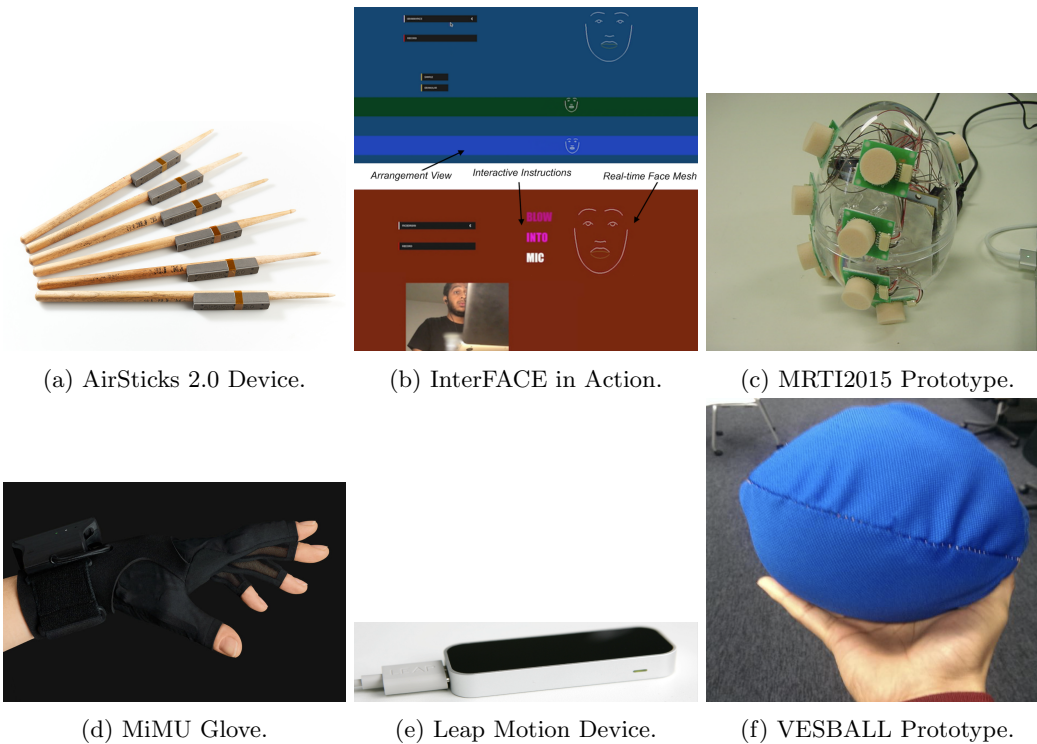 Arrangement View
Interactive Instructions
Real-time Face Mesh
BLOW
INTO
MIC
(a) AirSticks 2.0 Device.
(b) InterFACE in Action.
(c) MRTI2015 Prototype.
LEAP
(d) MiMU Glove.
(e) Leap Motion Device.
(f) VESBALL Prototype.